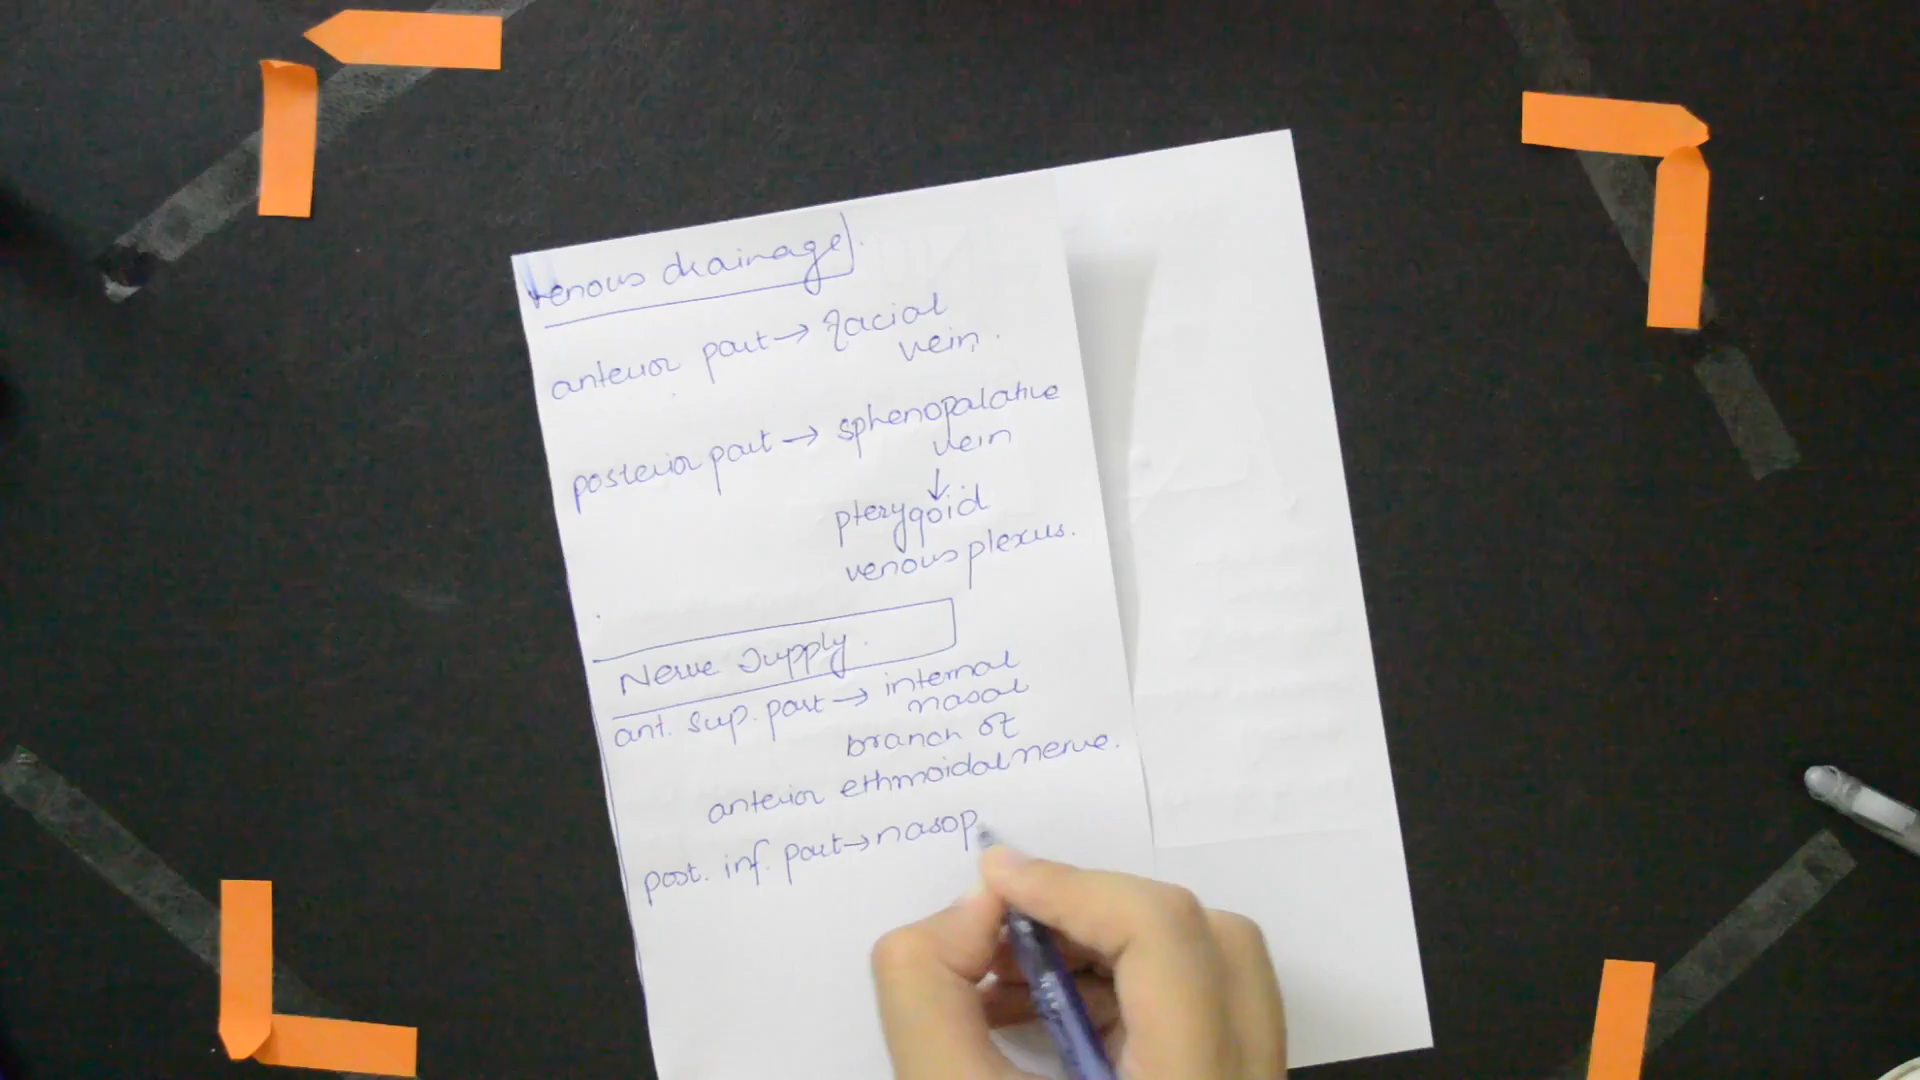 Venous drainage.
anterior part → facial
vein.
posterior part → sphenopalative
vein
↓
pterygoid
venous plexus.
Nerve Supply.
ant. sup. part → internal
nasal
branch of
anterior ethmoidal nerve.
post. inf. part → nasop